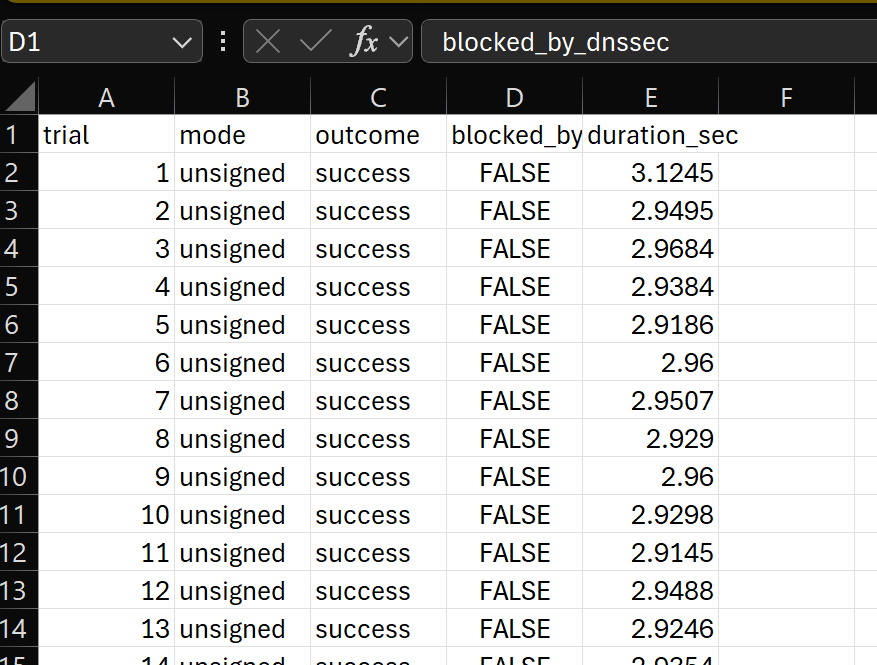 D1 fx blocked_by_dnssec
A B C D E F
1 trial mode outcome blocked_by duration_sec
2 1 unsigned success FALSE 3.1245
3 2 unsigned success FALSE 2.9495
4 3 unsigned success FALSE 2.9684
5 4 unsigned success FALSE 2.9384
6 5 unsigned success FALSE 2.9186
7 6 unsigned success FALSE 2.96
8 7 unsigned success FALSE 2.9507
9 8 unsigned success FALSE 2.929
10 9 unsigned success FALSE 2.96
11 10 unsigned success FALSE 2.9298
12 11 unsigned success FALSE 2.9145
13 12 unsigned success FALSE 2.9488
14 13 unsigned success FALSE 2.9246
15 14 unsigned success FALSE 2.9354